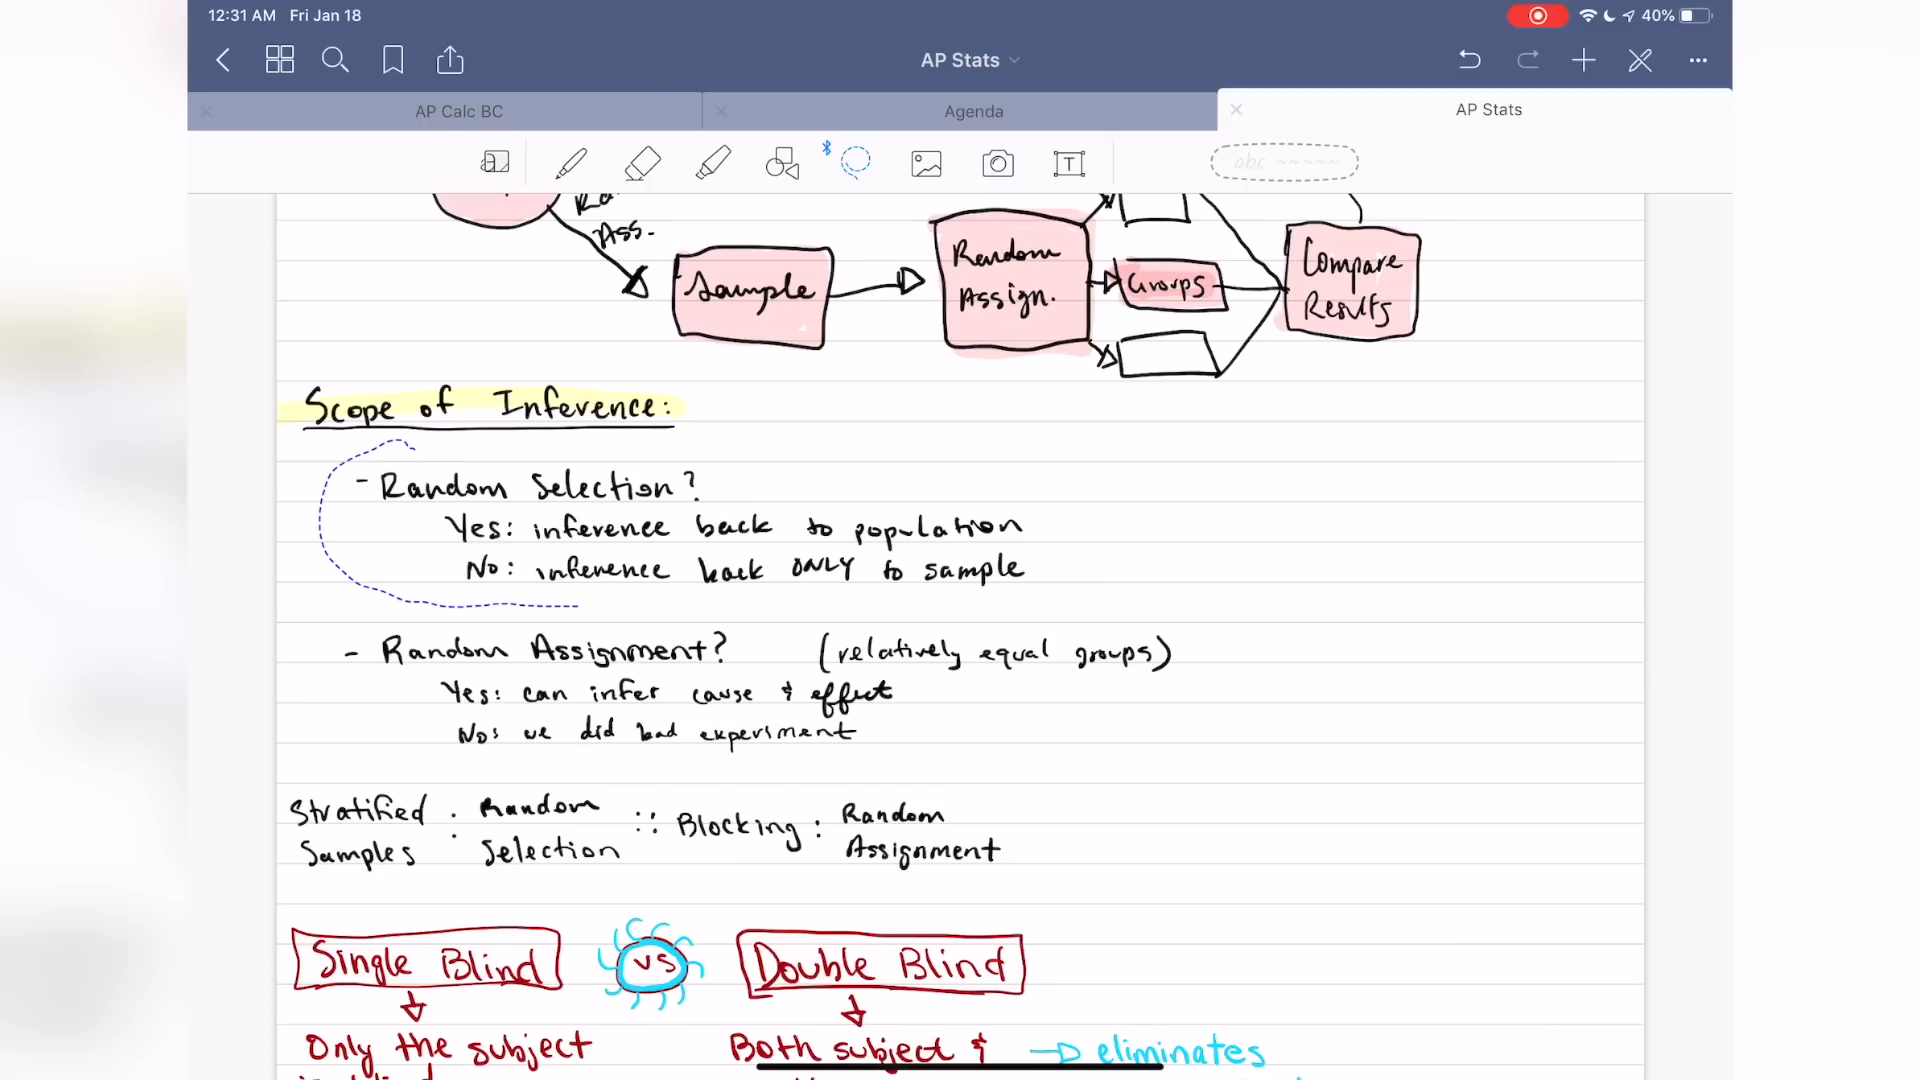 12:31 AM Fri Jan 18
40%
AP Stats
AP Calc BC
Agenda
AP Stats
T
abc
Ass.
Sample
Random
Assign.
Groups
Compare
Results
Scope of Inference:
- Random Selection?
Yes: inference back to population
No: inference back ONLY to sample
- Random Assignment? (relatively equal groups)
Yes: can infer cause & effect
No: we did bad experiment
Stratified Samples : Random Selection :: Blocking : Random Assignment
Single Blind vs Double Blind
Only the subject
Both subject & → eliminates